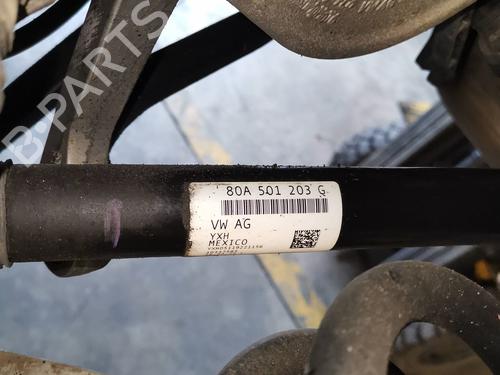 B-PARTS
80A 501 203 G
VW AG
YXH
MEXICO